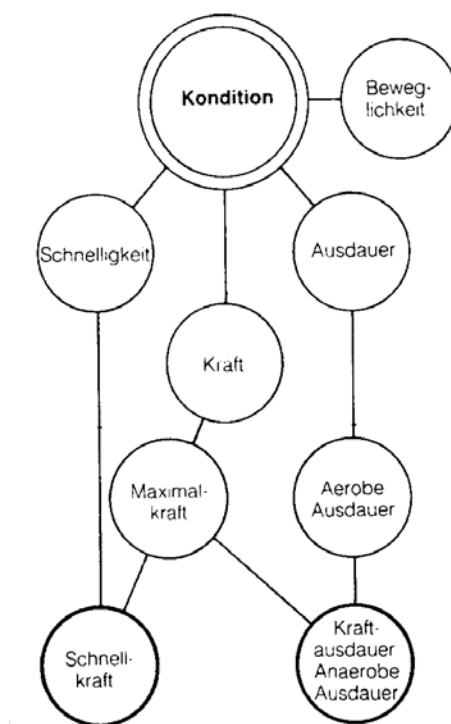 Kondition
Beweg-
lichkeit
Schnelligkeit
Ausdauer
Kraft
Maximal-
kraft
Aerobe
Ausdauer
Schnell-
kraft
Kraft-
ausdauer
Anaerobe
Ausdauer